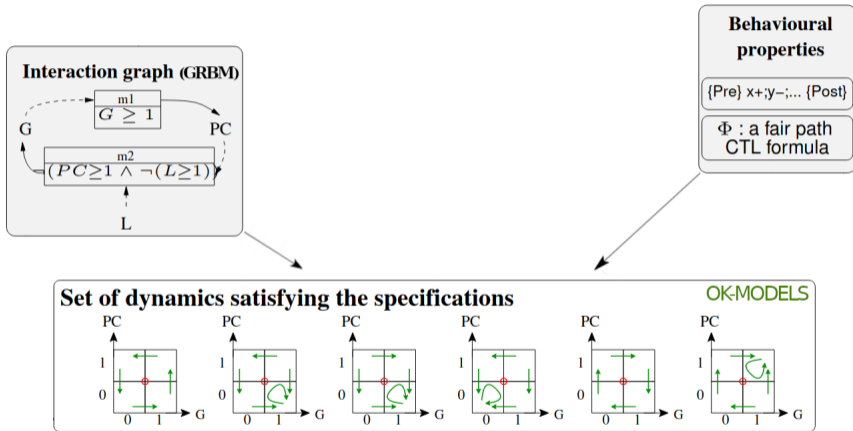 Behavioural
properties
{Pre} x+;y−;... {Post}
Φ : a fair path
CTL formula
Interaction graph (GRBM)
m1
G ≥ 1
G
PC
m2
(PC≥1 ∧ ¬(L≥1)
L
Set of dynamics satisfying the specifications
OK-MODELS
PC PC PC PC PC PC
1 1 1 1 1 1
0 0 0 0 0 0
0 1 G 0 1 G 0 1 G 0 1 G 0 1 G 0 1 G